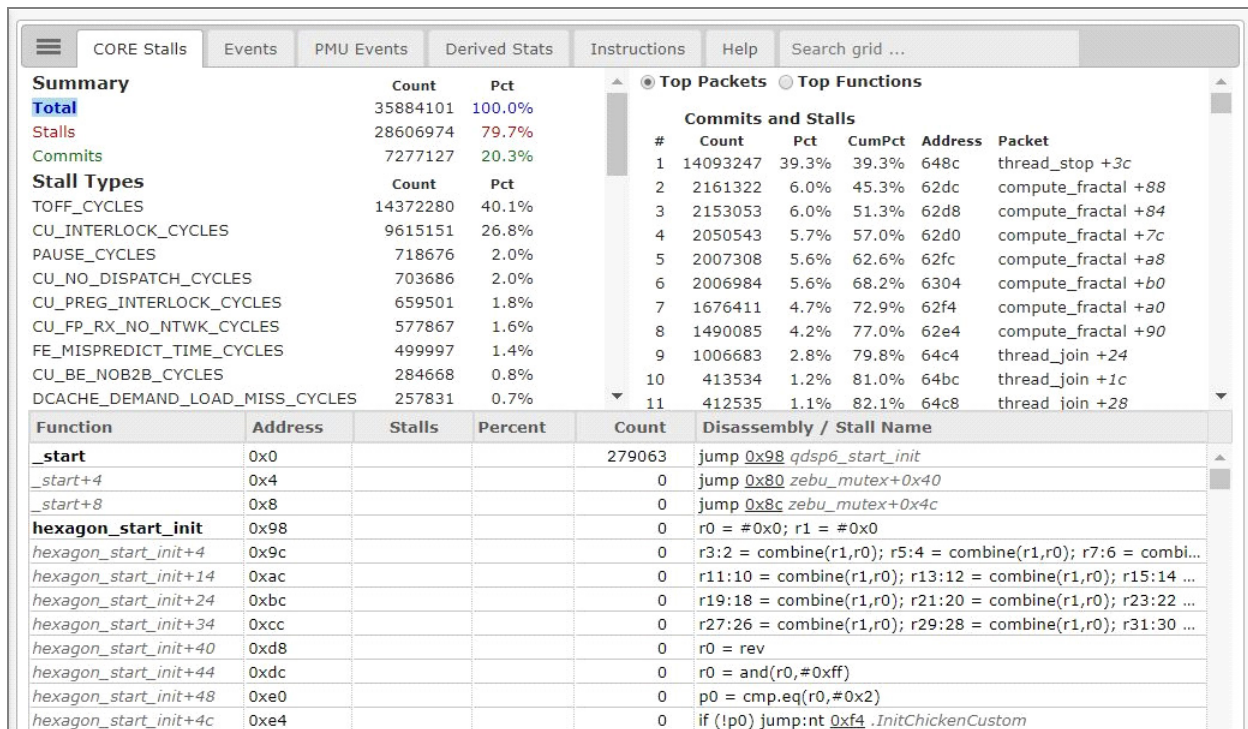 CORE Stalls Events PMU Events Derived Stats Instructions Help Search grid ...
Summary Count Pct
Total 35884101 100.0%
Stalls 28606974 79.7%
Commits 7277127 20.3%
Stall Types Count Pct
TOFF_CYCLES 14372280 40.1%
CU_INTERLOCK_CYCLES 9615151 26.8%
PAUSE_CYCLES 718676 2.0%
CU_NO_DISPATCH_CYCLES 703686 2.0%
CU_PREG_INTERLOCK_CYCLES 659501 1.8%
CU_FP_RX_NO_NTWK_CYCLES 577867 1.6%
FE_MISPREDICT_TIME_CYCLES 499997 1.4%
CU_BE_NOB2B_CYCLES 284668 0.8%
DCACHE_DEMAND_LOAD_MISS_CYCLES 257831 0.7%
Top Packets Top Functions
Commits and Stalls
# Count Pct CumPct Address Packet
1 14093247 39.3% 39.3% 648c thread_stop +3c
2 2161322 6.0% 45.3% 62dc compute_fractal +88
3 2153053 6.0% 51.3% 62d8 compute_fractal +84
4 2050543 5.7% 57.0% 62d0 compute_fractal +7c
5 2007308 5.6% 62.6% 62fc compute_fractal +a8
6 2006984 5.6% 68.2% 6304 compute_fractal +b0
7 1676411 4.7% 72.9% 62f4 compute_fractal +a0
8 1490085 4.2% 77.0% 62e4 compute_fractal +90
9 1006683 2.8% 79.8% 64c4 thread_join +24
10 413534 1.2% 81.0% 64bc thread_join +1c
11 412535 1.1% 82.1% 64c8 thread_join +28
Function Address Stalls Percent Count Disassembly / Stall Name
_start 0x0 279063 jump 0x98 qdsp6_start_init
_start+4 0x4 0 jump 0x80 zebu_mutex+0x40
_start+8 0x8 0 jump 0x8c zebu_mutex+0x4c
hexagon_start_init 0x98 0 r0 = #0x0; r1 = #0x0
hexagon_start_init+4 0x9c 0 r3:2 = combine(r1,r0); r5:4 = combine(r1,r0); r7:6 = combi...
hexagon_start_init+14 0xac 0 r11:10 = combine(r1,r0); r13:12 = combine(r1,r0); r15:14 ...
hexagon_start_init+24 0xbc 0 r19:18 = combine(r1,r0); r21:20 = combine(r1,r0); r23:22 ...
hexagon_start_init+34 0xcc 0 r27:26 = combine(r1,r0); r29:28 = combine(r1,r0); r31:30 ...
hexagon_start_init+40 0xd8 0 r0 = rev
hexagon_start_init+44 0xdc 0 r0 = and(r0,#0xff)
hexagon_start_init+48 0xe0 0 p0 = cmp.eq(r0,#0x2)
hexagon_start_init+4c 0xe4 0 if (!p0) jump:nt 0xf4 .InitChickenCustom